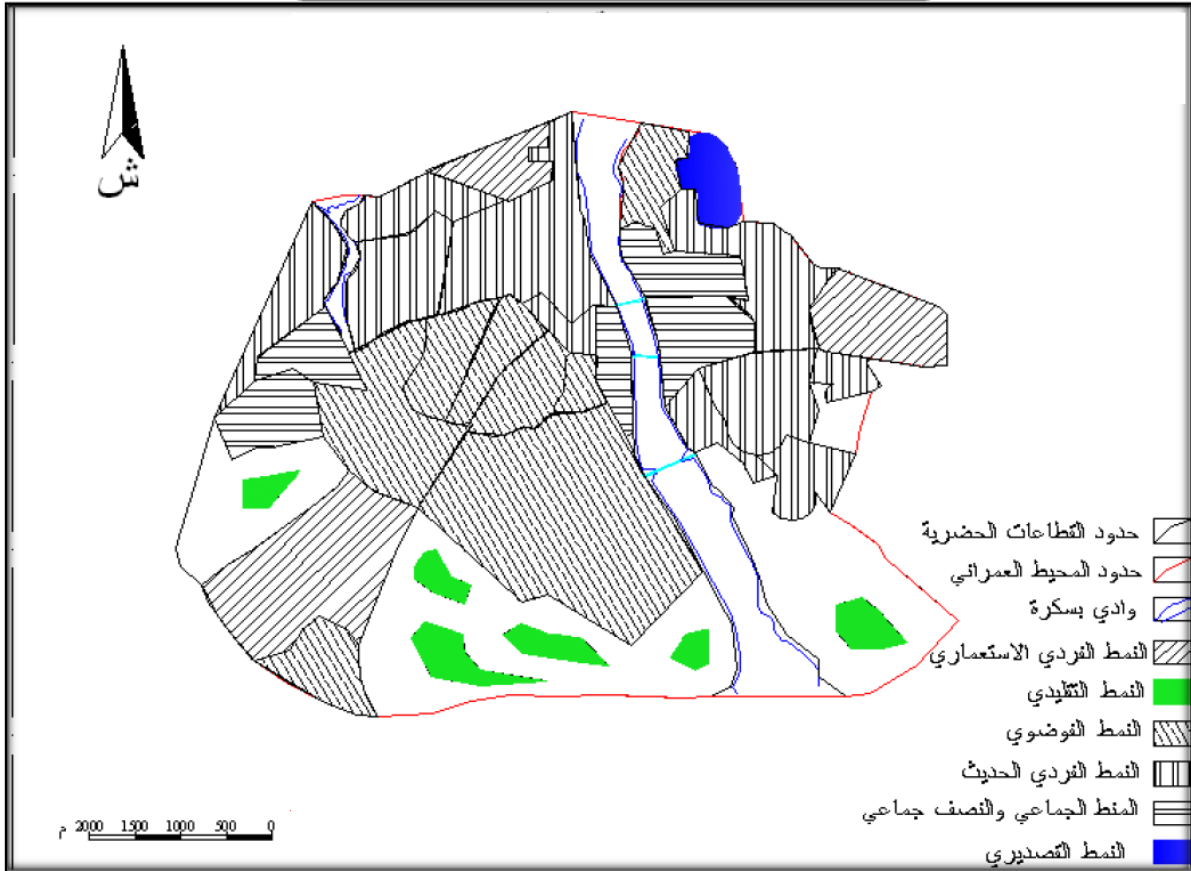 ش
حدود القطاعات الحضرية
حدود المحيط العمراني
وادي بسكرة
النمط الفردي الاستعماري
النمط التقليدي
النمط الفوضوي
النمط الفردي الحديث
المنط الجماعي والنصف جماعي
النمط القصديري
م 2000 1500 1000 500 0